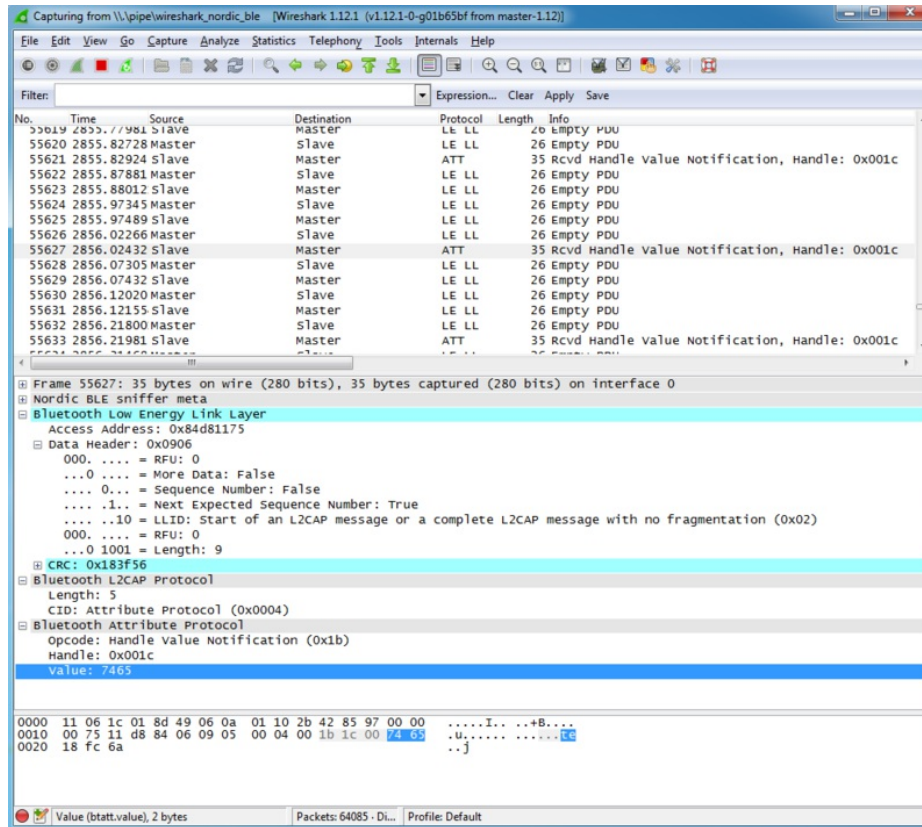 Capturing from \\.\pipe\wireshark_nordic_ble [Wireshark 1.12.1 (v1.12.1-0-g01b65bf from master-1.12)]
File Edit View Go Capture Analyze Statistics Telephony Tools Internals Help
Filter: Expression... Clear Apply Save
No. Time Source Destination Protocol Length Info
55619 2855.77981 Slave Master LE LL 26 Empty PDU
55620 2855.82728 Master Slave LE LL 26 Empty PDU
55621 2855.82924 Slave Master ATT 35 Rcvd Handle Value Notification, Handle: 0x001c
55622 2855.87881 Master Slave LE LL 26 Empty PDU
55623 2855.88012 Slave Master LE LL 26 Empty PDU
55624 2855.97345 Master Slave LE LL 26 Empty PDU
55625 2855.97489 Slave Master LE LL 26 Empty PDU
55626 2856.02266 Master Slave LE LL 26 Empty PDU
55627 2856.02432 Slave Master ATT 35 Rcvd Handle Value Notification, Handle: 0x001c
55628 2856.07305 Master Slave LE LL 26 Empty PDU
55629 2856.07432 Slave Master LE LL 26 Empty PDU
55630 2856.12020 Master Slave LE LL 26 Empty PDU
55631 2856.12155 Slave Master LE LL 26 Empty PDU
55632 2856.21800 Master Slave LE LL 26 Empty PDU
55633 2856.21981 Slave Master ATT 35 Rcvd Handle Value Notification, Handle: 0x001c
Frame 55627: 35 bytes on wire (280 bits), 35 bytes captured (280 bits) on interface 0
Nordic BLE sniffer meta
Bluetooth Low Energy Link Layer
Access Address: 0x84d81175
Data Header: 0x0906
000. .... = RFU: 0
...0 .... = More Data: False
.... 0... = Sequence Number: False
.... .1.. = Next Expected Sequence Number: True
.... ..10 = LLID: Start of an L2CAP message or a complete L2CAP message with no fragmentation (0x02)
000. .... = RFU: 0
...0 1001 = Length: 9
CRC: 0x183f56
Bluetooth L2CAP Protocol
Length: 5
CID: Attribute Protocol (0x0004)
Bluetooth Attribute Protocol
Opcode: Handle Value Notification (0x1b)
Handle: 0x001c
Value: 7465
0000 11 06 1c 01 8d 49 06 0a 01 10 2b 42 85 97 00 00 .....I.. ..+B....
0010 00 75 11 d8 84 06 09 05 00 04 00 1b 1c 00 74 65 .u...... ......te
0020 18 fc 6a ..j
Value (btatt.value), 2 bytes Packets: 64085 · Di... Profile: Default